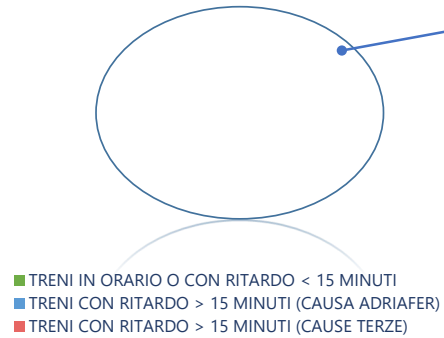 TRENI IN ORARIO O CON RITARDO < 15 MINUTI
TRENI CON RITARDO > 15 MINUTI (CAUSA ADRIAFER)
TRENI CON RITARDO > 15 MINUTI (CAUSE TERZE)